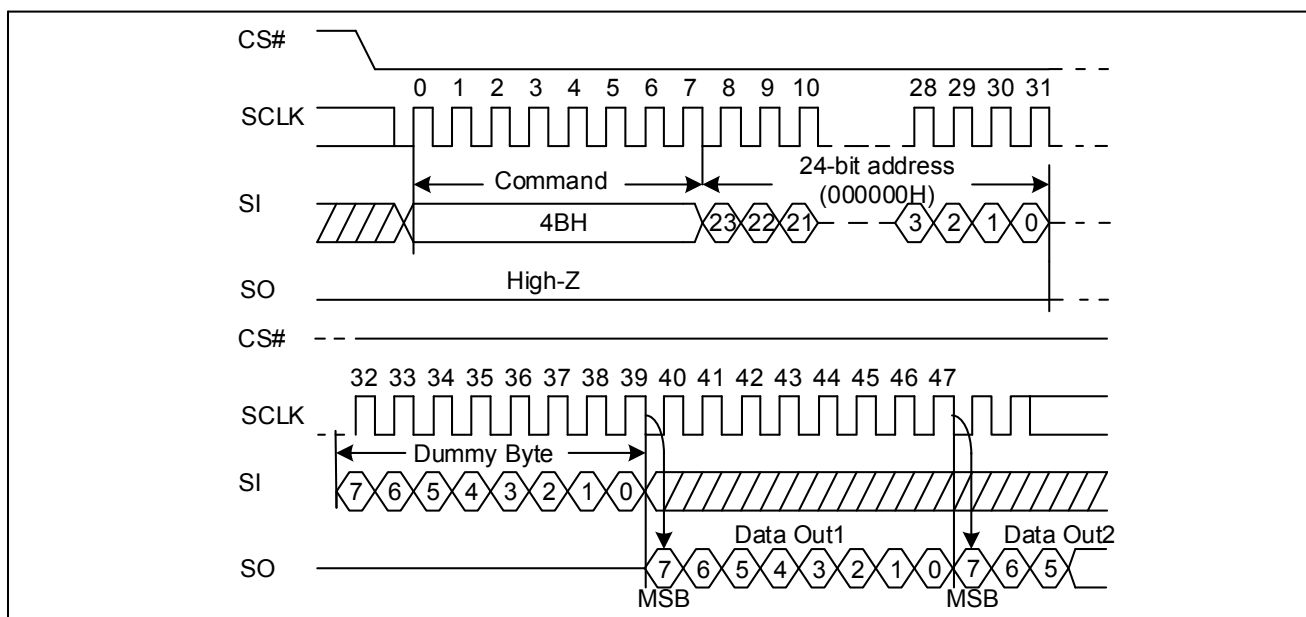 CS#
0 1 2 3 4 5 6 7 8 9 10 28 29 30 31
SCLK
Command
24-bit address
(000000H)
SI
4BH
23 22 21 3 2 1 0
SO
High-Z
CS#
32 33 34 35 36 37 38 39 40 41 42 43 44 45 46 47
SCLK
Dummy Byte
SI
7 6 5 4 3 2 1 0
Data Out1 Data Out2
SO
7 6 5 4 3 2 1 0 7 6 5
MSB MSB